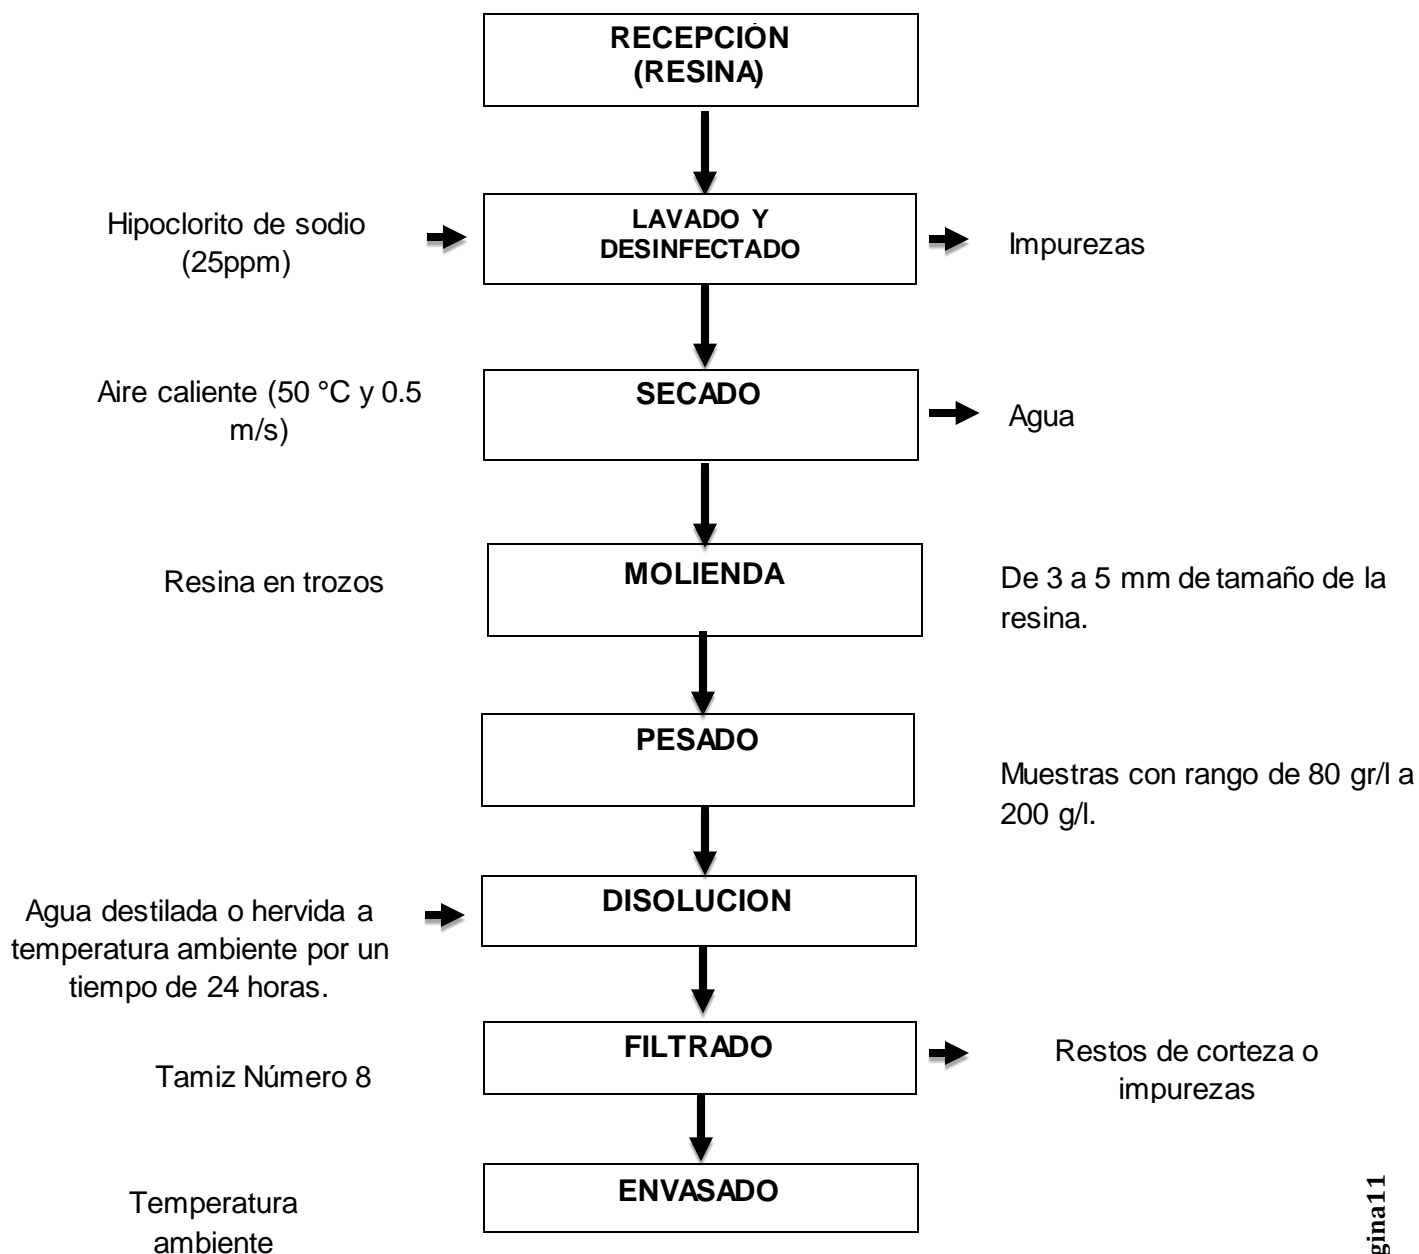 RECEPCIÓN
(RESINA)
Hipoclorito de sodio
(25ppm)
LAVADO Y
DESINFECTADO
Impurezas
Aire caliente (50 °C y 0.5
m/s)
SECADO
Agua
Resina en trozos
MOLIENDA
De 3 a 5 mm de tamaño de la
resina.
PESADO
Muestras con rango de 80 gr/l a
200 g/l.
Agua destilada o hervida a
temperatura ambiente por un
tiempo de 24 horas.
DISOLUCION
Tamiz Número 8
FILTRADO
Restos de corteza o
impurezas
Temperatura
ambiente
ENVASADO
gina11